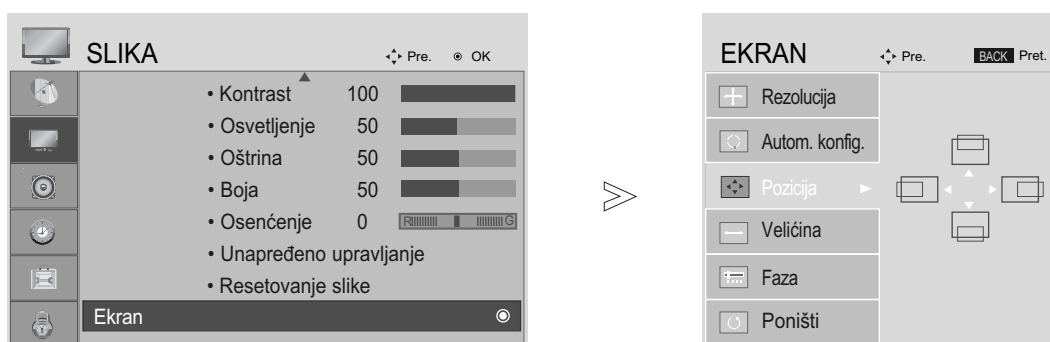 SLIKA Pre. OK
• Kontrast 100
• Osvetljenje 50
• Oštrina 50
• Boja 50
• Osenćenje 0 R G
• Unapređeno upravljanje
• Resetovanje slike
Ekran
EKRAN Pre. BACK Pret.
Rezolucija
Autom. konfig.
Pozicija
Velićina
Faza
Poništi